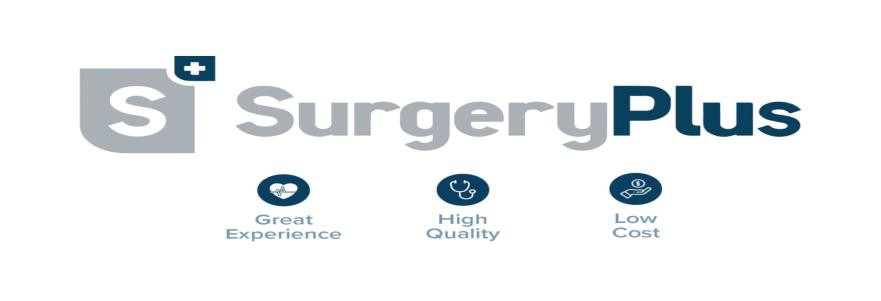 S
SurgeryPlus
Great
Experience
High
Quality
Low
Cost